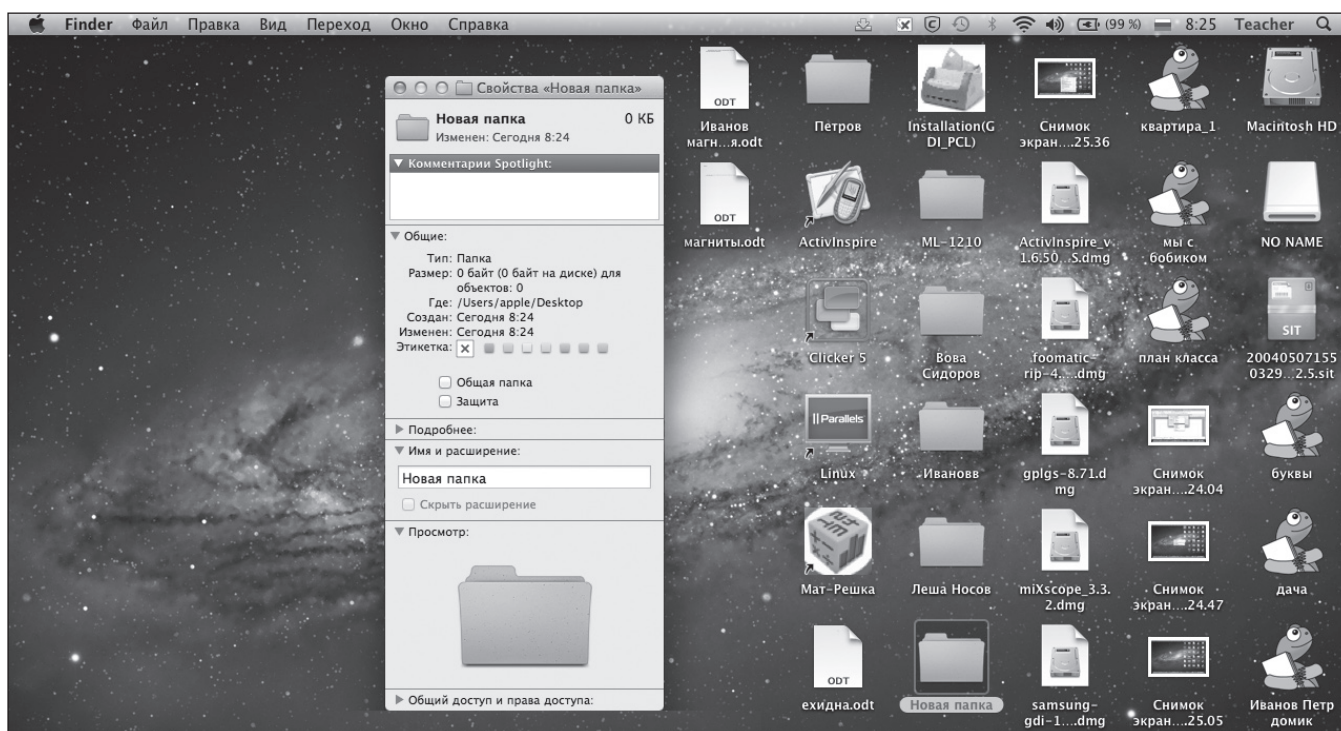 Finder Файл Правка Вид Переход Окно Справка (99 %) 8:25 Teacher
Свойства «Новая папка»
Новая папка 0 КБ
Изменен: Сегодня 8:24
Комментарии Spotlight:
Общие:
Тип: Папка
Размер: 0 байт (0 байт на диске) для
объектов: 0
Где: /Users/apple/Desktop
Создан: Сегодня 8:24
Изменен: Сегодня 8:24
Этикетка:
Общая папка
Защита
Подробнее:
Имя и расширение:
Новая папка
Скрыть расширение
Просмотр:
Общий доступ и права доступа:
ODT
Иванов
магн...я.odt
Петров
Installation(G
DI_PCL)
Снимок
экран....25.36
квартира_1
Macintosh HD
ODT
магниты.odt
ActivInspire
ML-1210
ActivInspire_v
1.6.50...S.dmg
мы с
бобиком
NO NAME
Clicker 5
Вова
Сидоров
foomatic-
rip-4....dmg
план класса
SIT
20040507155
0329...2.5.sit
Parallels
Linux
Ивановв
gplgs-8.71.d
mg
Снимок
экран....24.04
буквы
Мат-Решка
Леша Носов
miXscope_3.3.
2.dmg
Снимок
экран....24.47
дача
ODT
ехидна.odt
Новая папка
samsung-
gdi-1....dmg
Снимок
экран....25.05
Иванов Петр
домик